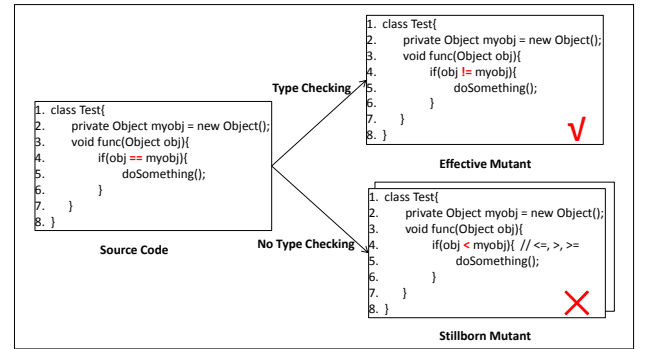 1. class Test{
2. private Object myobj = new Object();
3. void func(Object obj){
4. if(obj == myobj){
5. doSomething();
6. }
7. }
8. }
Source Code
Type Checking
1. class Test{
2. private Object myobj = new Object();
3. void func(Object obj){
4. if(obj != myobj){
5. doSomething();
6. }
7. }
8. }
√
Effective Mutant
No Type Checking
1. class Test{
2. private Object myobj = new Object();
3. void func(Object obj){
4. if(obj < myobj){ // <=, >, >=
5. doSomething();
6. }
7. }
8. }
×
Stillborn Mutant